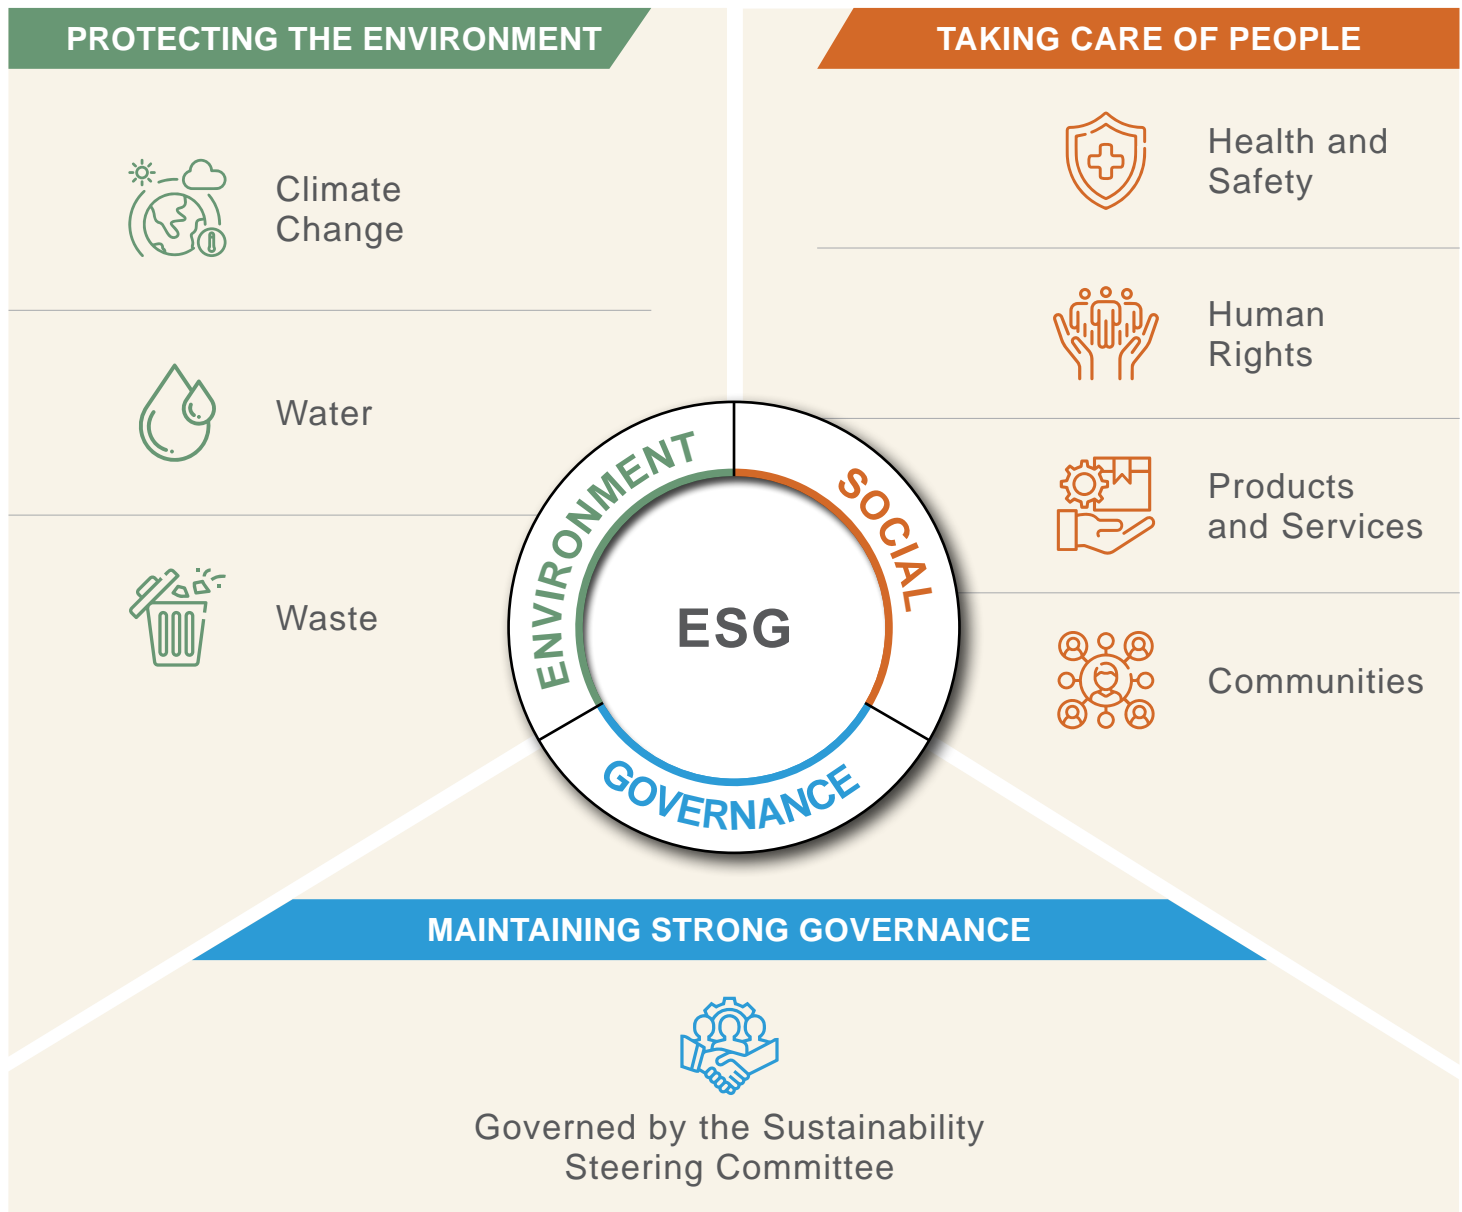 PROTECTING THE ENVIRONMENT
Climate
Change
Water
Waste
TAKING CARE OF PEOPLE
Health and
Safety
Human
Rights
Products
and Services
Communities
ENVIRONMENT
SOCIAL
GOVERNANCE
ESG
MAINTAINING STRONG GOVERNANCE
Governed by the Sustainability
Steering Committee